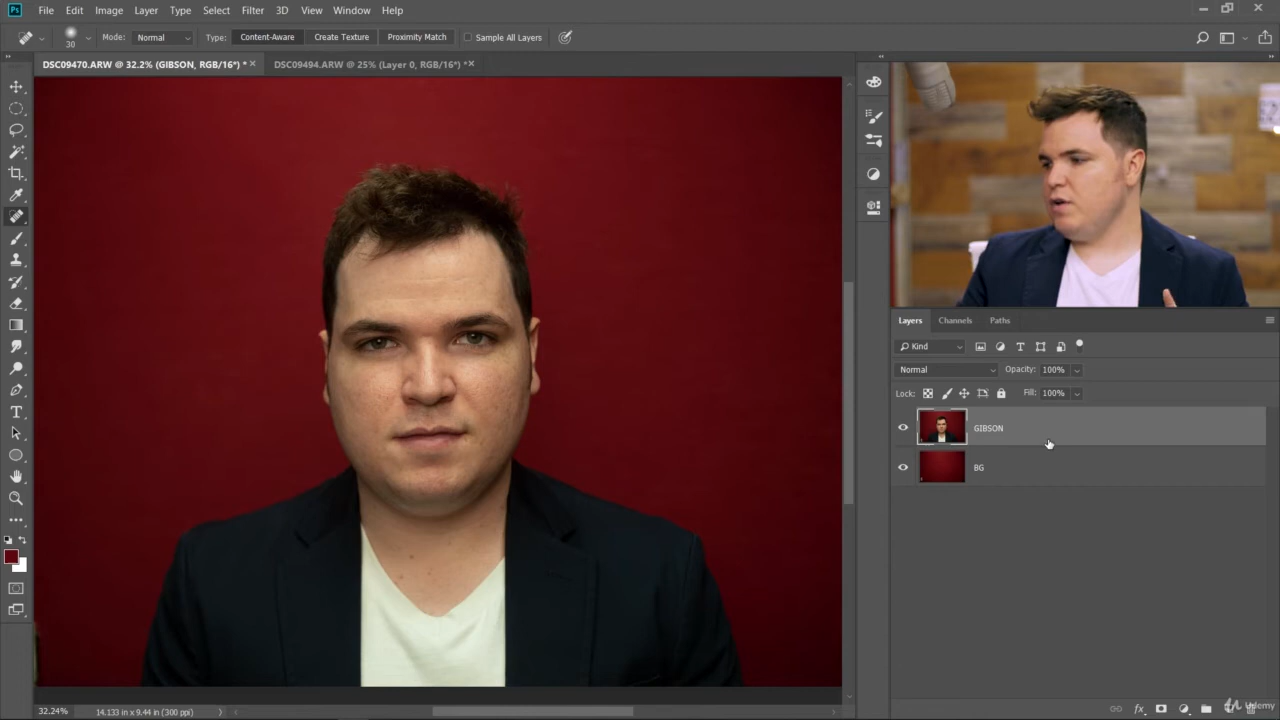 Ps File Edit Image Layer Type Select Filter 3D View Window Help
30 Mode: Normal Type: Content-Aware Create Texture Proximity Match Sample All Layers
DSC09470.ARW @ 32.2% (GIBSON, RGB/16*) * DSC09494.ARW @ 25% (Layer 0, RGB/16*) *
Layers Channels Paths
Kind
Normal Opacity: 100%
Lock: Fill: 100%
GIBSON
BG
32.24% 14.133 in x 9.44 in (300 ppi)
fx
Udemy